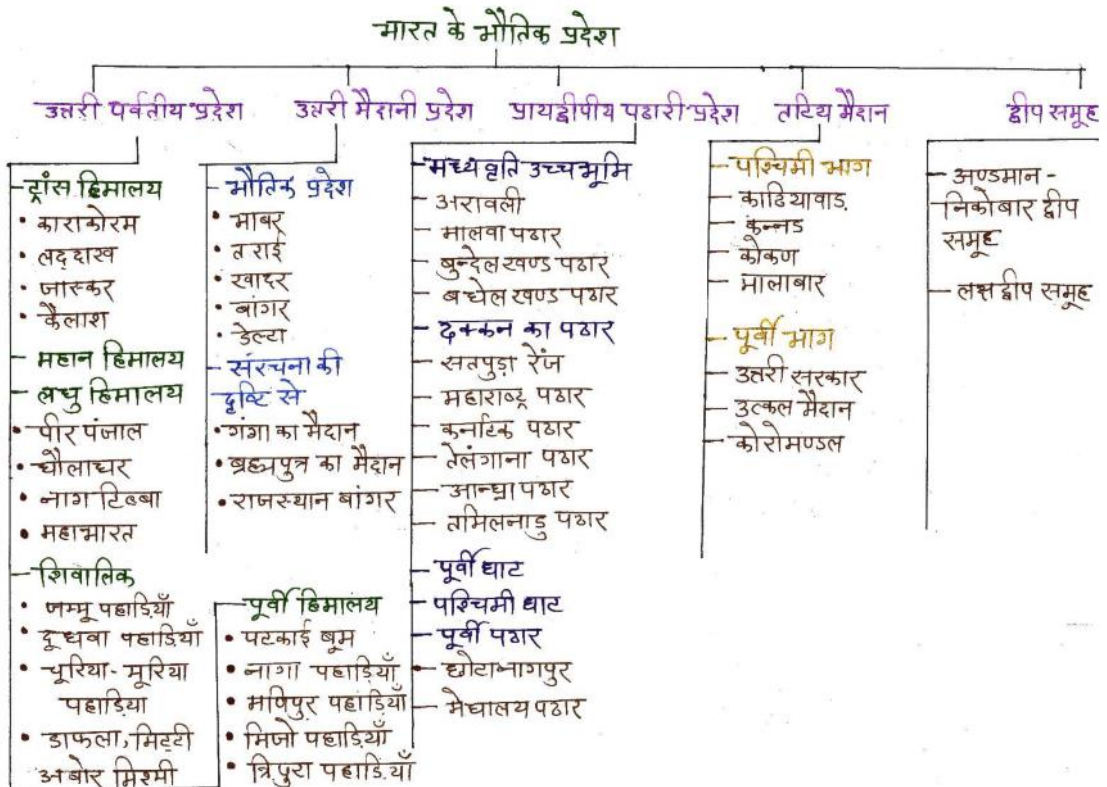 भारत के भौतिक प्रदेश
उत्तरी पर्वतीय प्रदेश
ट्रांस हिमालय
काराकोरम
लद्दाख
जास्कर
कैलाश
महान हिमालय
लघु हिमालय
पीर पंजाल
धौलाधर
नाग टिब्बा
महाभारत
शिवालिक
जम्मू पहाड़ियाँ
दूधवा पहाड़ियाँ
चूरिया-मूरिया
पहाड़िया
डाफला, मिट्टी
अबोर मिश्मी
पूर्वी हिमालय
पटकाई बूम
नागा पहाड़ियाँ
मणिपुर पहाड़ियाँ
मिजो पहाड़ियाँ
त्रिपुरा पहाड़ियाँ
उत्तरी मैदानी प्रदेश
भौतिक प्रदेश
भाबर
तराई
खादर
बांगर
डेल्टा
संरचना की
दृष्टि से
गंगा का मैदान
ब्रह्मपुत्र का मैदान
राजस्थान बांगर
प्रायद्वीपीय पठारी प्रदेश
मध्य वृति उच्च भूमि
अरावली
मालवा पठार
बुन्देलखण्ड पठार
बघेलखण्ड पठार
दक्कन का पठार
सतपुड़ा रेंज
महाराष्ट्र पठार
कर्नाटक पठार
तेलंगाना पठार
आन्ध्रा पठार
तमिलनाडु पठार
पूर्वी घाट
पश्चिमी घाट
पूर्वी पठार
छोटानागपुर
मेघालय पठार
तटिय मैदान
पश्चिमी भाग
काठियावाड़
कन्नड
कोकण
मालाबार
पूर्वी भाग
उत्तरी सरकार
उत्कल मैदान
कोरोमण्डल
द्वीप समूह
अण्डमान -
निकोबार द्वीप
समूह
लक्षद्वीप समूह